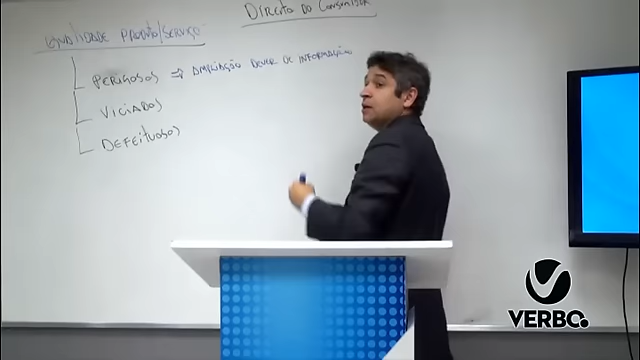 DIREITO DO CONSUMIDOR
QUALIDADE PRODUTO/SERVIÇO
PERIGOSOS ⇒ AMPLIAÇÃO DEVER DE INFORMAÇÃO
VICIADOS
DEFEITUOSOS
VERBO.